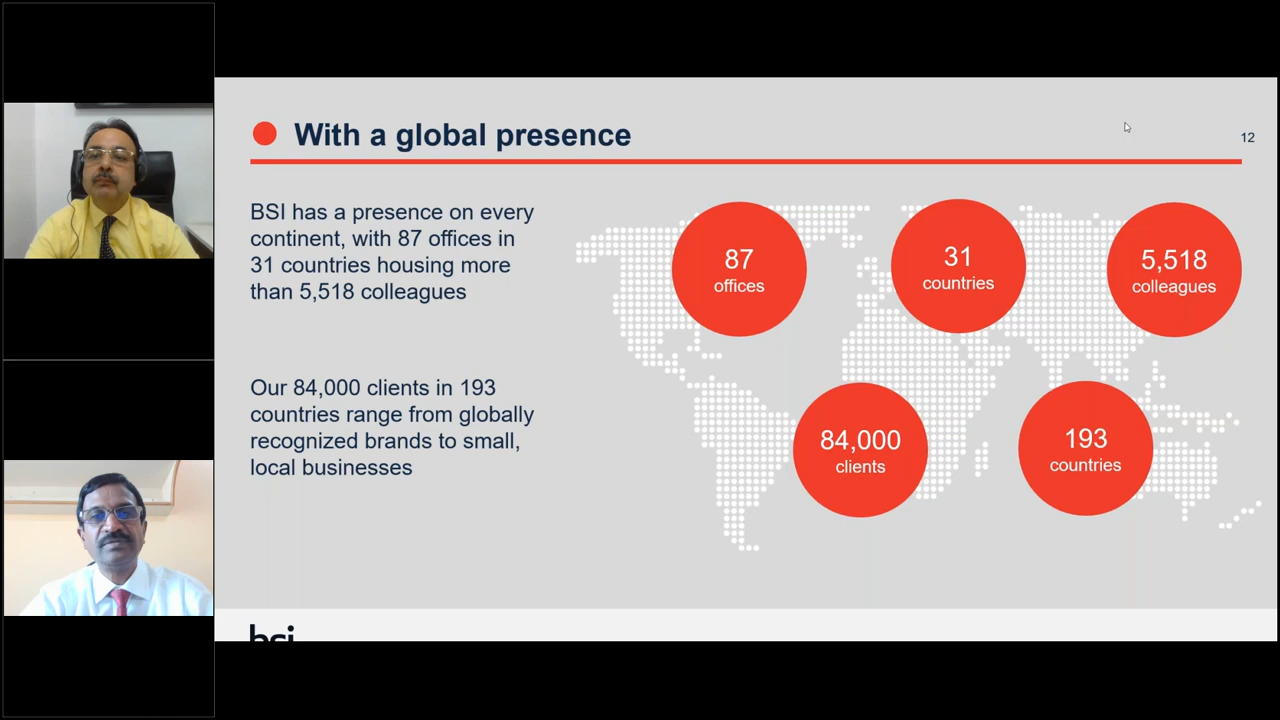 With a global presence
12
BSI has a presence on every
continent, with 87 offices in
31 countries housing more
than 5,518 colleagues
Our 84,000 clients in 193
countries range from globally
recognized brands to small,
local businesses
87
offices
31
countries
5,518
colleagues
84,000
clients
193
countries
bsi